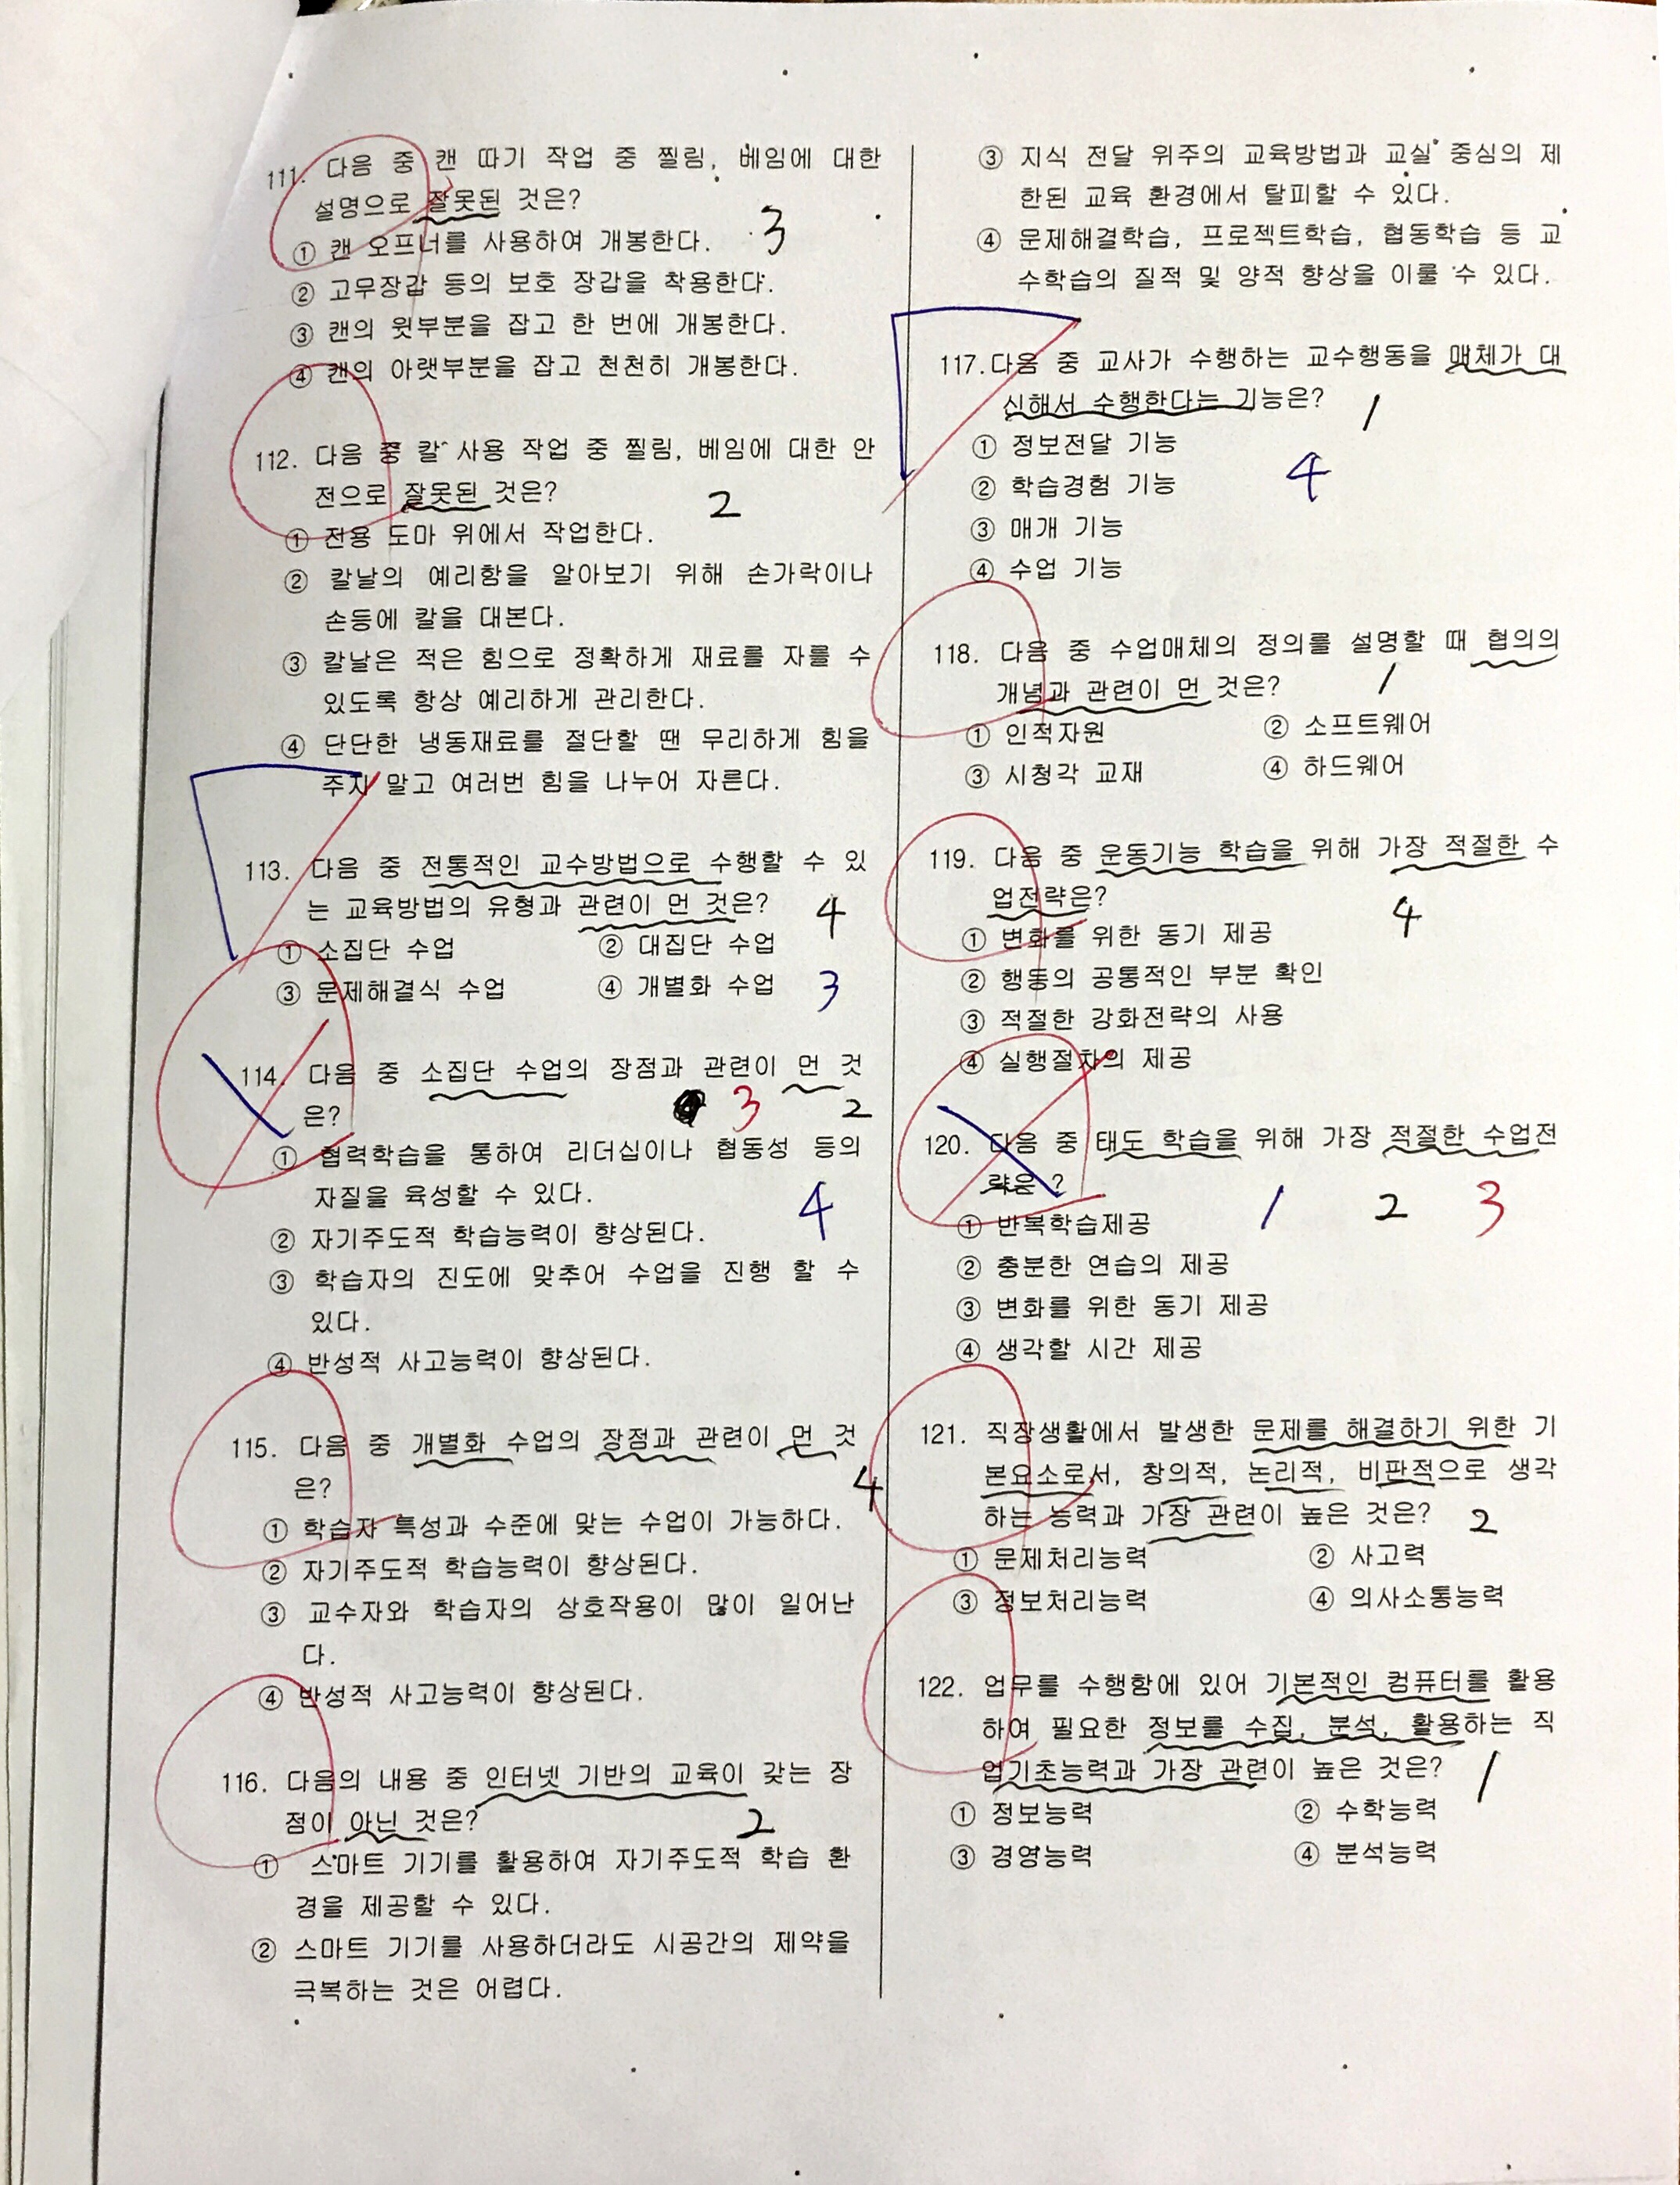 111. 다음 중 캔 따기 작업 중 찔림, 베임에 대한
설명으로 잘못된 것은?
3
① 캔 오프너를 사용하여 개봉한다.
② 고무장갑 등의 보호 장갑을 착용한다.
③ 캔의 윗부분을 잡고 한 번에 개봉한다.
④ 캔의 아랫부분을 잡고 천천히 개봉한다.
112. 다음 중 칼 사용 작업 중 찔림, 베임에 대한 안
전으로 잘못된 것은?
2
① 전용 도마 위에서 작업한다.
② 칼날의 예리함을 알아보기 위해 손가락이나
손등에 칼을 대본다.
③ 칼날은 적은 힘으로 정확하게 재료를 자를 수
있도록 항상 예리하게 관리한다.
④ 단단한 냉동재료를 절단할 땐 무리하게 힘을
주지 말고 여러번 힘을 나누어 자른다.
113. 다음 중 전통적인 교수방법으로 수행할 수 있
는 교육방법의 유형과 관련이 먼 것은?
4
① 소집단 수업 ② 대집단 수업
③ 문제해결식 수업 ④ 개별화 수업
3
114. 다음 중 소집단 수업의 장점과 관련이 먼 것
은?
3 2
① 협력학습을 통하여 리더십이나 협동성 등의
자질을 육성할 수 있다.
4
② 자기주도적 학습능력이 향상된다.
③ 학습자의 진도에 맞추어 수업을 진행 할 수
있다.
④ 반성적 사고능력이 향상된다.
115. 다음 중 개별화 수업의 장점과 관련이 먼 것
은?
4
① 학습자 특성과 수준에 맞는 수업이 가능하다.
② 자기주도적 학습능력이 향상된다.
③ 교수자와 학습자의 상호작용이 많이 일어난
다.
④ 반성적 사고능력이 향상된다.
116. 다음의 내용 중 인터넷 기반의 교육이 갖는 장
점이 아닌 것은?
2
① 스마트 기기를 활용하여 자기주도적 학습 환
경을 제공할 수 있다.
② 스마트 기기를 사용하더라도 시공간의 제약을
극복하는 것은 어렵다.
③ 지식 전달 위주의 교육방법과 교실 중심의 제
한된 교육 환경에서 탈피할 수 있다.
④ 문제해결학습, 프로젝트학습, 협동학습 등 교
수학습의 질적 및 양적 향상을 이룰 수 있다.
117. 다음 중 교사가 수행하는 교수행동을 매체가 대
신해서 수행한다는 기능은?
1
① 정보전달 기능
② 학습경험 기능
4
③ 매개 기능
④ 수업 기능
118. 다음 중 수업매체의 정의를 설명할 때 협의의
개념과 관련이 먼 것은?
1
① 인적자원 ② 소프트웨어
③ 시청각 교재 ④ 하드웨어
119. 다음 중 운동기능 학습을 위해 가장 적절한 수
업전략은?
4
① 변화를 위한 동기 제공
② 행동의 공통적인 부분 확인
③ 적절한 강화전략의 사용
④ 실행절차의 제공
120. 다음 중 태도 학습을 위해 가장 적절한 수업전
략은 ?
1 2 3
① 반복학습제공
② 충분한 연습의 제공
③ 변화를 위한 동기 제공
④ 생각할 시간 제공
121. 직장생활에서 발생한 문제를 해결하기 위한 기
본요소로서, 창의적, 논리적, 비판적으로 생각
하는 능력과 가장 관련이 높은 것은?
2
① 문제처리능력 ② 사고력
③ 정보처리능력 ④ 의사소통능력
122. 업무를 수행함에 있어 기본적인 컴퓨터를 활용
하여 필요한 정보를 수집, 분석, 활용하는 직
업기초능력과 가장 관련이 높은 것은?
1
① 정보능력 ② 수학능력
③ 경영능력 ④ 분석능력